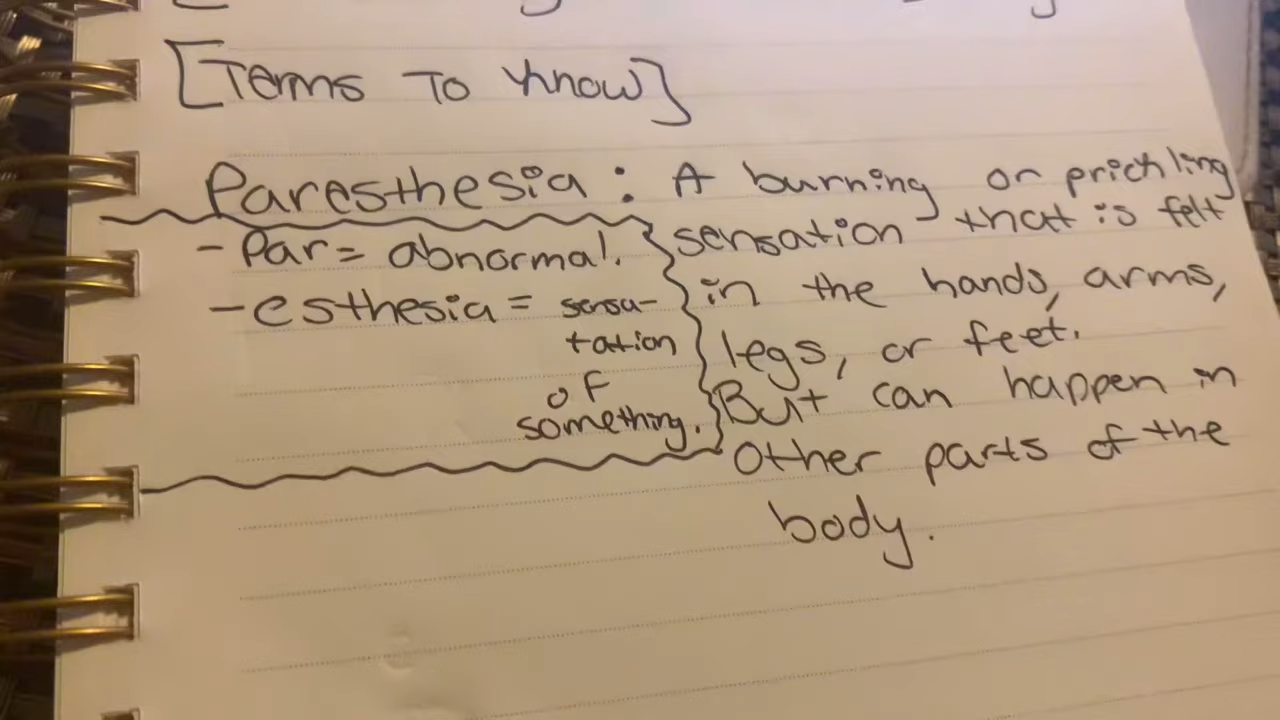 [Terms To Know]
Paresthesia : A burning or prickling
sensation that is felt
in the hands, arms,
legs, or feet.
But can happen in
other parts of the
body.
- Par = abnormal.
- esthesia = sensa-
tation
of
something.